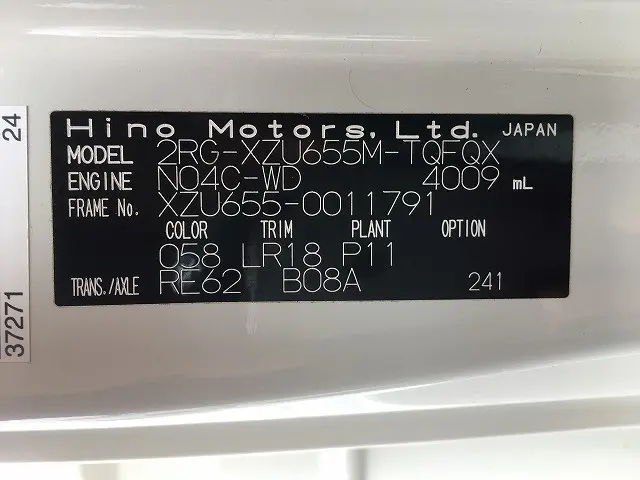 Hino Motors, Ltd. JAPAN
MODEL 2RG-XZU655M-TQFQX
ENGINE N04C-WD 4009 mL
FRAME No. XZU655-0011791
COLOR TRIM PLANT OPTION
058 LR18 P11
TRANS./AXLE RE62 B08A 241
37271 24